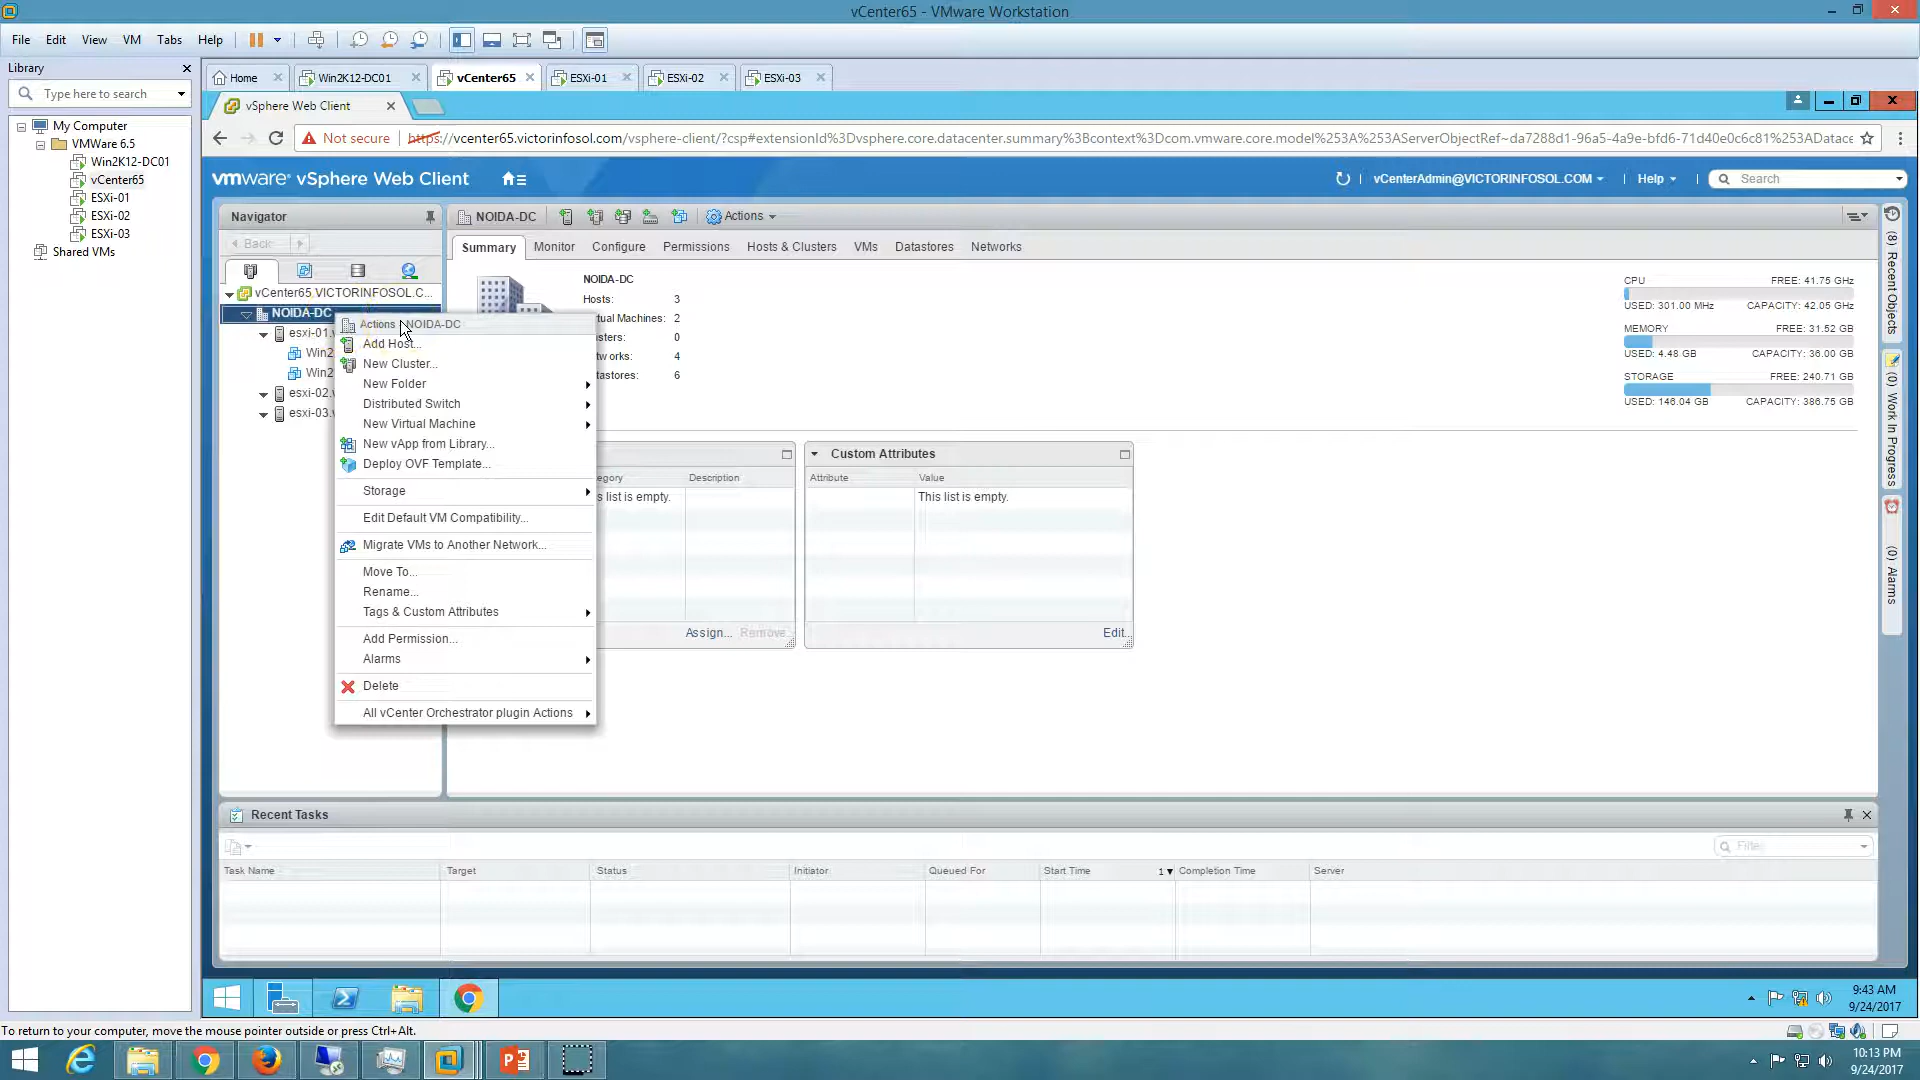 vCenter65 - VMware Workstation
File Edit View VM Tabs Help
Library
Type here to search
My Computer
VMWare 6.5
Win2K12-DC01
vCenter65
ESXi-01
ESXi-02
ESXi-03
Shared VMs
Home Win2K12-DC01 vCenter65 ESXi-01 ESXi-02 ESXi-03
vSphere Web Client
Not secure https://vcenter65.victorinfosol.com/vsphere-client/?csp#extensionId%3Dvsphere.core.datacenter.summary%3Bcontext%3Dcom.vmware.core.model%253A%253AServerObjectRef~da7288d1-96a5-4a9e-bfd6-71d40e0c6c81%253ADatace
vmware® vSphere Web Client
vCenterAdmin@VICTORINFOSOL.COM Help Search
Navigator
Back
vCenter65.VICTORINFOSOL.C...
NOIDA-DC
esxi-01.v
Win2
Win2
esxi-02.v
esxi-03.v
NOIDA-DC Actions
Summary Monitor Configure Permissions Hosts & Clusters VMs Datastores Networks
NOIDA-DC
Hosts: 3
tual Machines: 2
sters: 0
tworks: 4
tastores: 6
CPU FREE: 41.75 GHz
USED: 301.00 MHz CAPACITY: 42.05 GHz
MEMORY FREE: 31.52 GB
USED: 4.48 GB CAPACITY: 36.00 GB
STORAGE FREE: 240.71 GB
USED: 146.04 GB CAPACITY: 386.75 GB
Actions NOIDA-DC
Add Host...
New Cluster...
New Folder
Distributed Switch
New Virtual Machine
New vApp from Library...
Deploy OVF Template...
Storage
Edit Default VM Compatibility...
Migrate VMs to Another Network...
Move To...
Rename...
Tags & Custom Attributes
Add Permission...
Alarms
Delete
All vCenter Orchestrator plugin Actions
egory Description
s list is empty.
Assign... Remove...
Custom Attributes
Attribute Value
This list is empty.
Edit...
(8) Recent Objects
(0) Work In Progress
(0) Alarms
Recent Tasks
Filter
Task Name Target Status Initiator Queued For Start Time 1 Completion Time Server
9:43 AM
9/24/2017
To return to your computer, move the mouse pointer outside or press Ctrl+Alt.
10:13 PM
9/24/2017